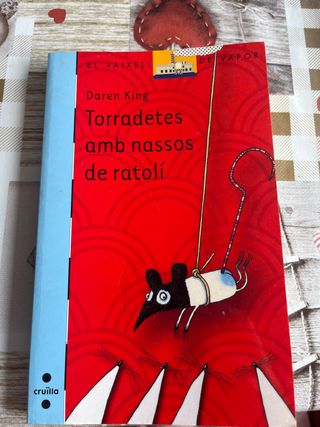 EL VAIXELL DE VAPOR
Daren King
Torradetes
amb nassos
de ratolí
cruïlla